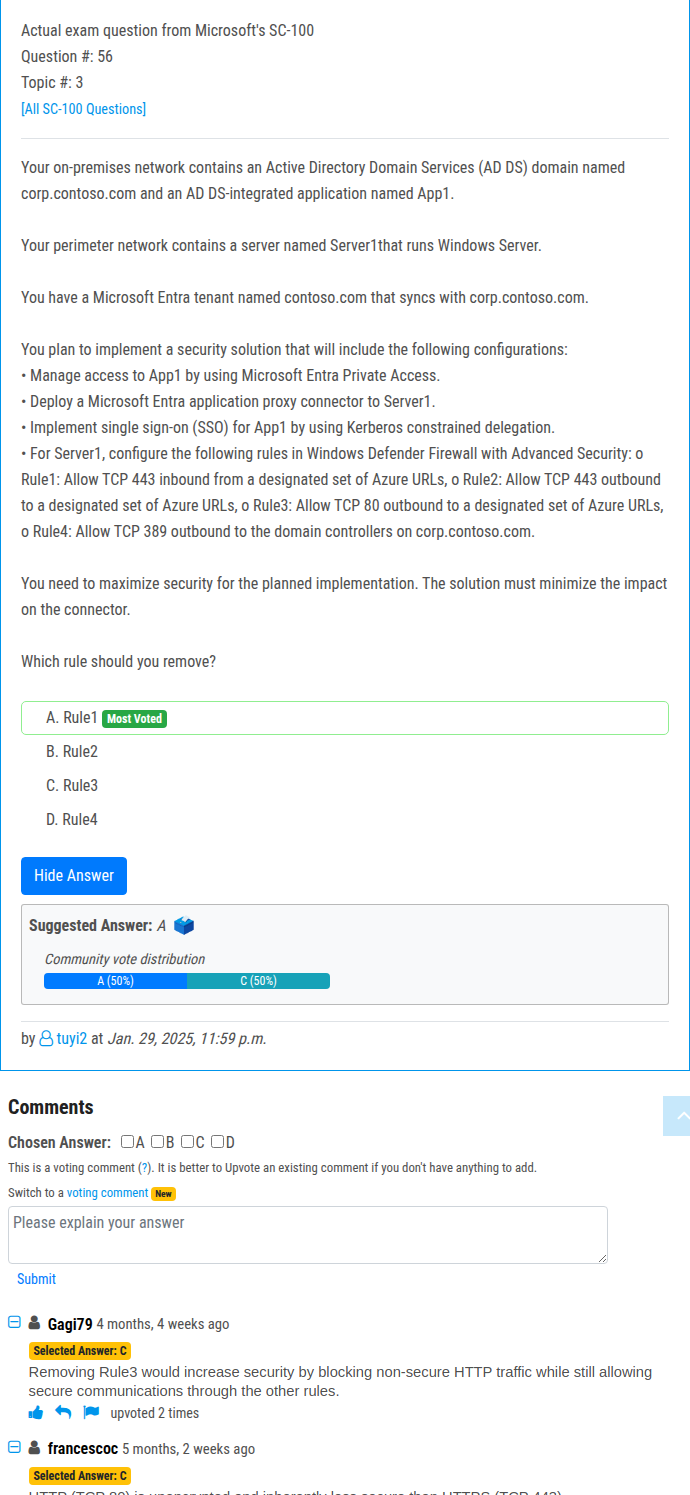 Actual exam question from Microsoft's SC-100
Question #: 56
Topic #: 3
[All SC-100 Questions]
Your on-premises network contains an Active Directory Domain Services (AD DS) domain named
corp.contoso.com and an AD DS-integrated application named App1.
Your perimeter network contains a server named Server1that runs Windows Server.
You have a Microsoft Entra tenant named contoso.com that syncs with corp.contoso.com.
You plan to implement a security solution that will include the following configurations:
• Manage access to App1 by using Microsoft Entra Private Access.
• Deploy a Microsoft Entra application proxy connector to Server1.
• Implement single sign-on (SSO) for App1 by using Kerberos constrained delegation.
• For Server1, configure the following rules in Windows Defender Firewall with Advanced Security: o
Rule1: Allow TCP 443 inbound from a designated set of Azure URLs, o Rule2: Allow TCP 443 outbound
to a designated set of Azure URLs, o Rule3: Allow TCP 80 outbound to a designated set of Azure URLs,
o Rule4: Allow TCP 389 outbound to the domain controllers on corp.contoso.com.
You need to maximize security for the planned implementation. The solution must minimize the impact
on the connector.
Which rule should you remove?
A. Rule1 Most Voted
B. Rule2
C. Rule3
D. Rule4
Hide Answer
Suggested Answer: A
Community vote distribution
A (50%) C (50%)
by tuyi2 at Jan. 29, 2025, 11:59 p.m.
Comments
Chosen Answer: A B C D
This is a voting comment (?). It is better to Upvote an existing comment if you don't have anything to add.
Switch to a voting comment New
Please explain your answer
Submit
Gagi79 4 months, 4 weeks ago
Selected Answer: C
Removing Rule3 would increase security by blocking non-secure HTTP traffic while still allowing
secure communications through the other rules.
upvoted 2 times
francescoc 5 months, 2 weeks ago
Selected Answer: C
HTTP (TCP 80) is unencrypted and inherently less secure than HTTPS (TCP 443).